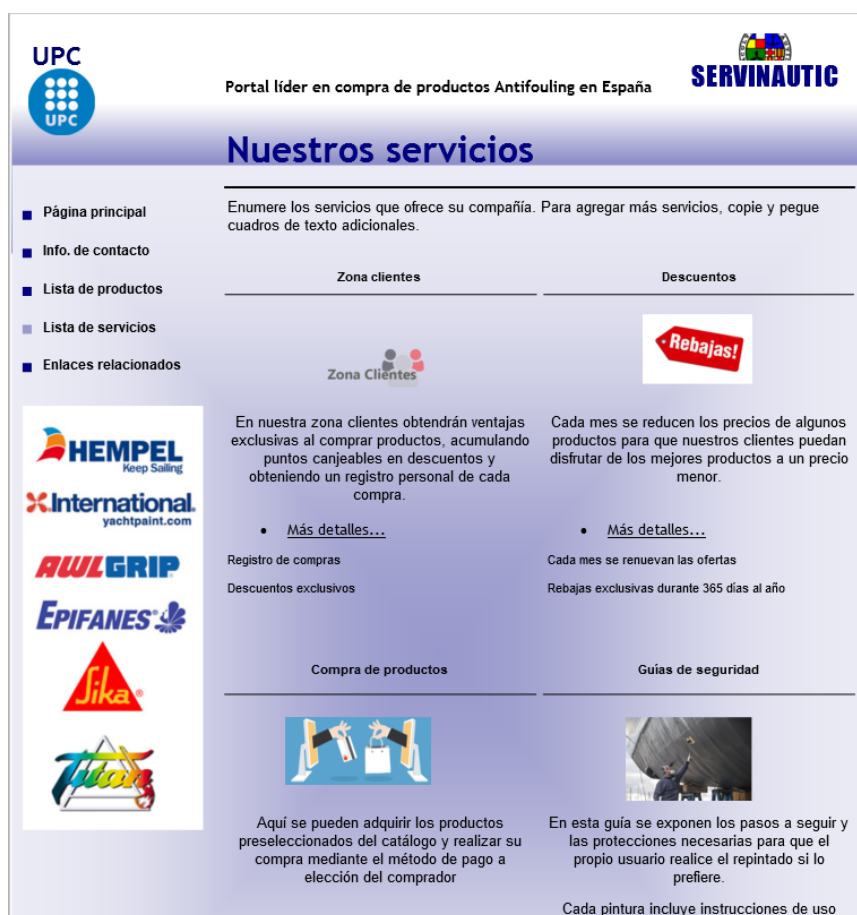 UPC
UPC
Portal líder en compra de productos Antifouling en España
SERVINAUTIC
Nuestros servicios
Página principal
Info. de contacto
Lista de productos
Lista de servicios
Enlaces relacionados
HEMPEL
Keep Sailing
International.
yachtpaint.com
AWLGRIP
EPIFANES
Sika
Titan
Enumere los servicios que ofrece su compañía. Para agregar más servicios, copie y pegue
cuadros de texto adicionales.
Zona clientes
Zona Clientes
En nuestra zona clientes obtendrán ventajas
exclusivas al comprar productos, acumulando
puntos canjeables en descuentos y
obteniendo un registro personal de cada
compra.
• Más detalles...
Registro de compras
Descuentos exclusivos
Descuentos
Rebajas!
Cada mes se reducen los precios de algunos
productos para que nuestros clientes puedan
disfrutar de los mejores productos a un precio
menor.
• Más detalles...
Cada mes se renuevan las ofertas
Rebajas exclusivas durante 365 días al año
Compra de productos
Aquí se pueden adquirir los productos
preseleccionados del catálogo y realizar su
compra mediante el método de pago a
elección del comprador
Guías de seguridad
En esta guía se exponen los pasos a seguir y
las protecciones necesarias para que el
propio usuario realice el repintado si lo
prefiere.
Cada pintura incluye instrucciones de uso